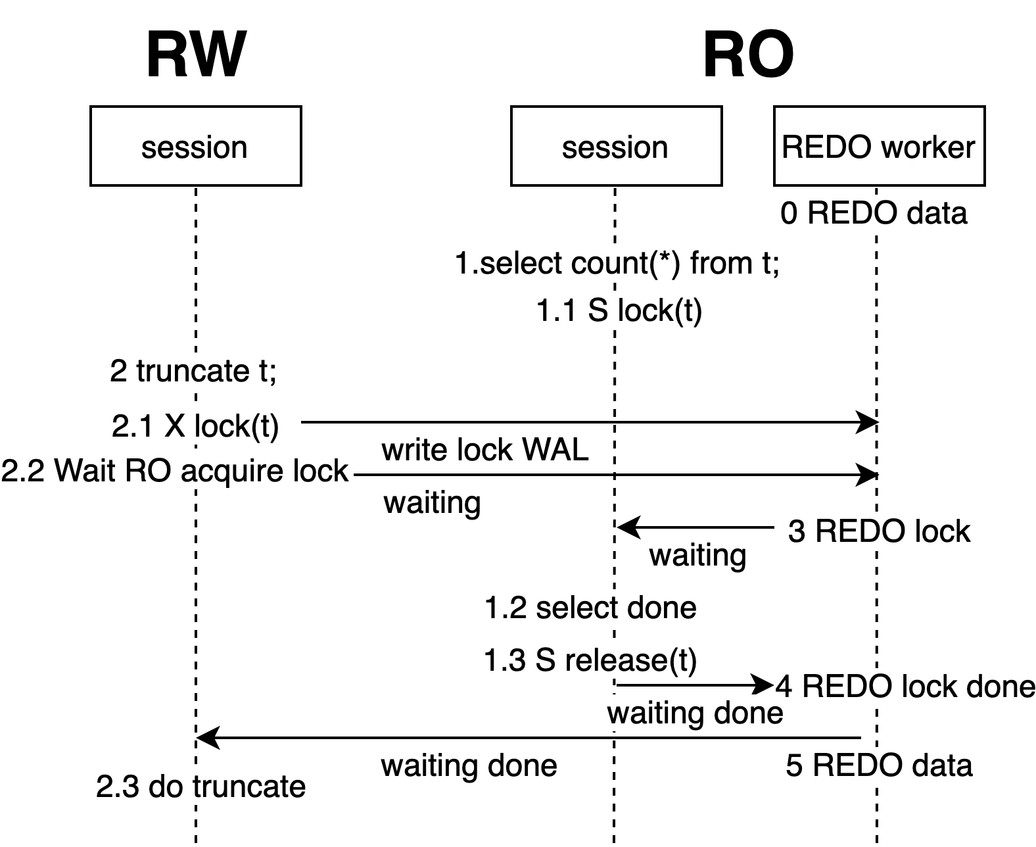 RW
RO
session
session
REDO worker
0 REDO data
1.select count(*) from t;
1.1 S lock(t)
2 truncate t;
2.1 X lock(t)
write lock WAL
2.2 Wait RO acquire lock
waiting
3 REDO lock
waiting
1.2 select done
1.3 S release(t)
4 REDO lock done
waiting done
waiting done
5 REDO data
2.3 do truncate